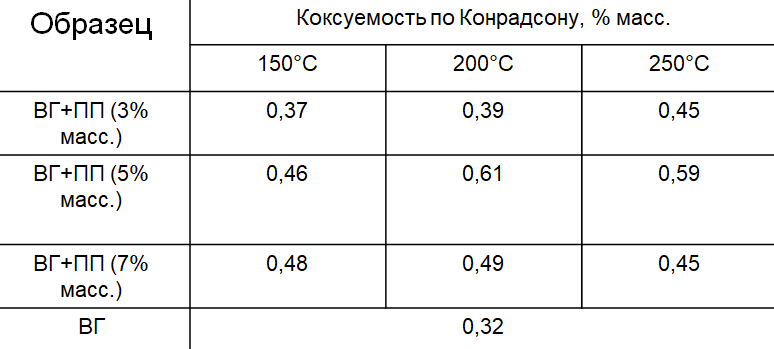 Образец Коксуемость по Конрадсону, % масс.
150°С 200°С 250°С
ВГ+ПП (3% 0,37 0,39 0,45
масс.)
ВГ+ПП (5% 0,46 0,61 0,59
масс.)
ВГ+ПП (7% 0,48 0,49 0,45
масс.)
ВГ 0,32